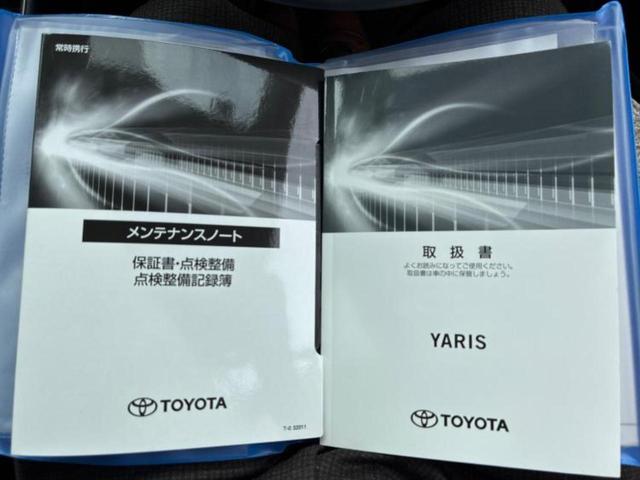 常時携行
メンテナンスノート
保証書・点検整備
点検整備記録簿
TOYOTA
取扱書
よくお読みになってご使用ください。
取扱書は車の中に保管しましょう。
YARIS
TOYOTA